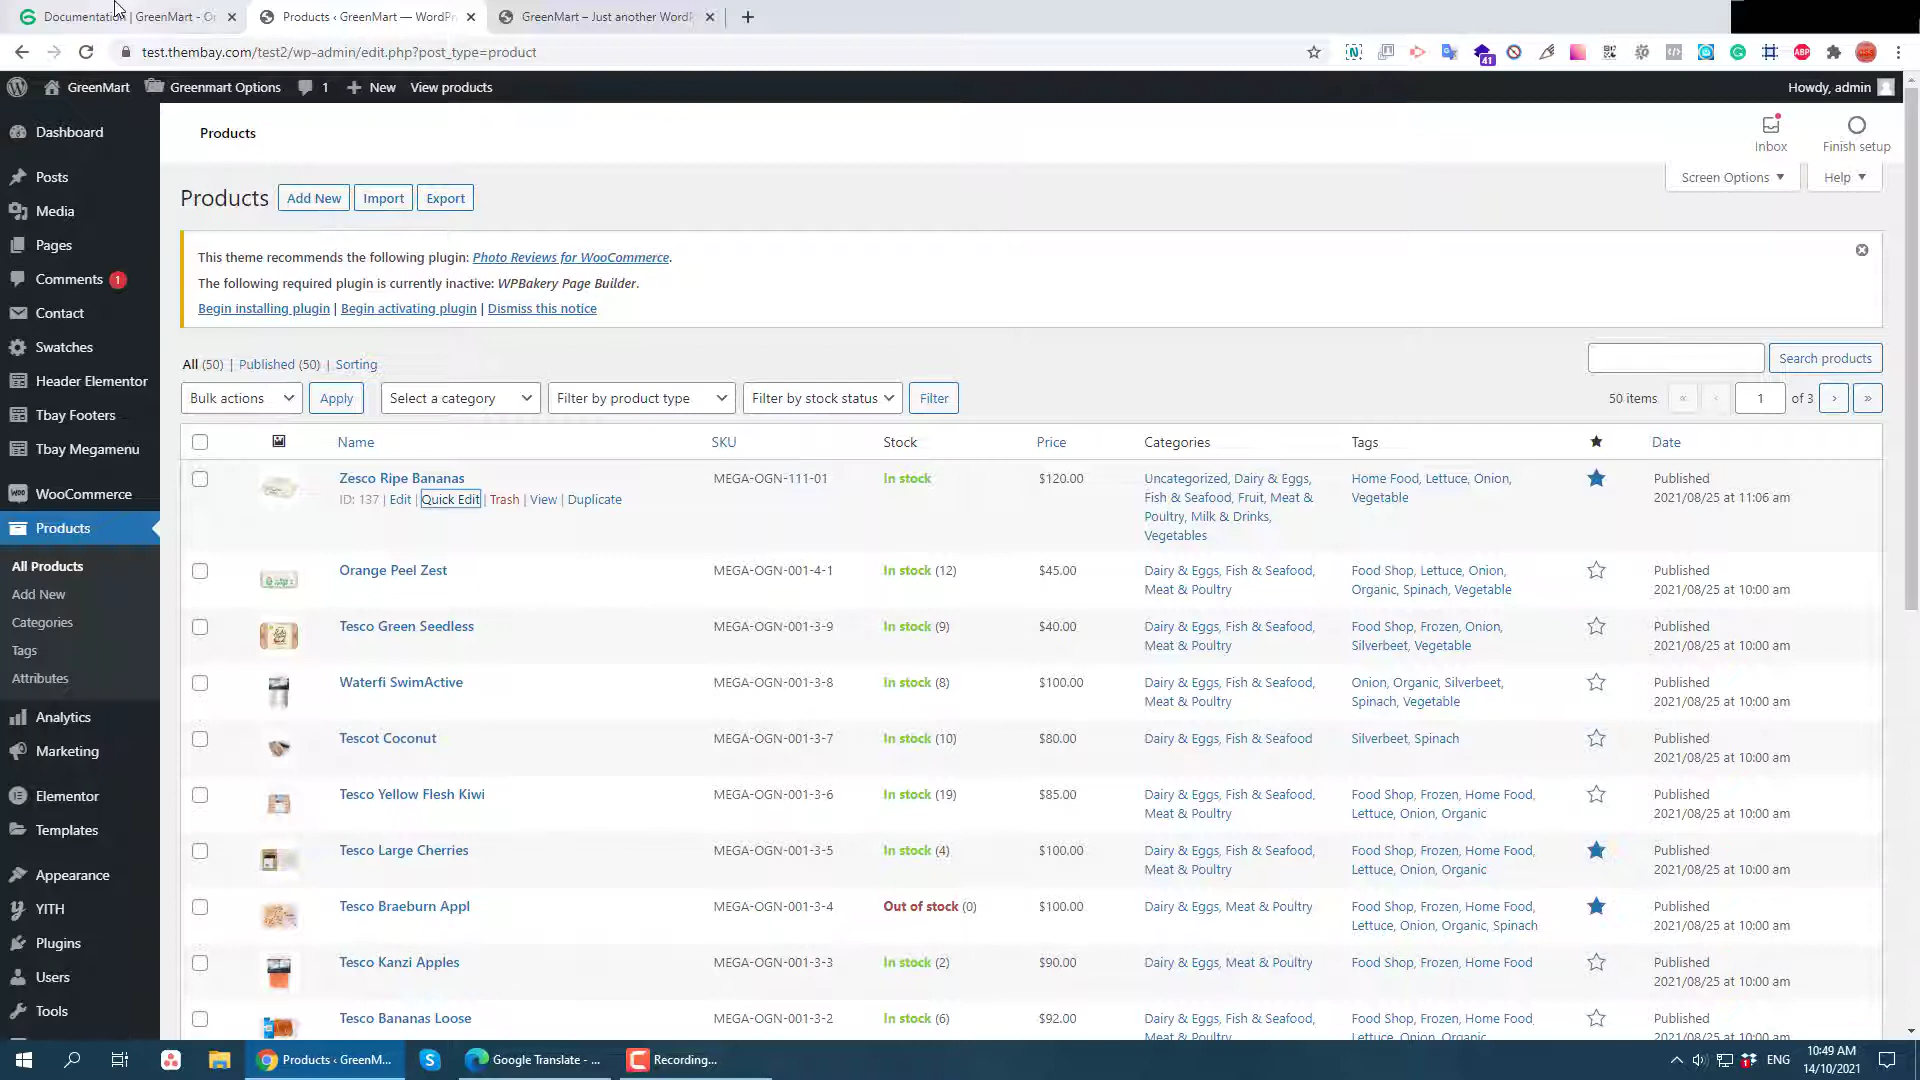 Documentation | GreenMart - O
Products ‹ GreenMart — WordPr
GreenMart – Just another Word
test.thembay.com/test2/wp-admin/edit.php?post_type=product
41
ABP
GreenMart
Greenmart Options
1
New
View products
Howdy, admin
Dashboard
Posts
Media
Pages
Comments 1
Contact
Swatches
Header Elementor
Tbay Footers
Tbay Megamenu
WooCommerce
Products
All Products
Add New
Categories
Tags
Attributes
Analytics
Marketing
Elementor
Templates
Appearance
YITH
Plugins
Users
Tools
Products
Inbox
Finish setup
Screen Options
Help
Products
Add New
Import
Export
This theme recommends the following plugin: Photo Reviews for WooCommerce.
The following required plugin is currently inactive: WPBakery Page Builder.
Begin installing plugin | Begin activating plugin | Dismiss this notice
All (50) | Published (50) | Sorting
Search products
Bulk actions
Apply
Select a category
Filter by product type
Filter by stock status
Filter
50 items « ‹ 1 of 3 › »
Name SKU Stock Price Categories Tags Date
Zesco Ripe Bananas MEGA-OGN-111-01 In stock $120.00 Uncategorized, Dairy & Eggs, Home Food, Lettuce, Onion, Published
ID: 137 | Edit | Quick Edit | Trash | View | Duplicate Fish & Seafood, Fruit, Meat & Vegetable 2021/08/25 at 11:06 am
Poultry, Milk & Drinks,
Vegetables
Orange Peel Zest MEGA-OGN-001-4-1 In stock (12) $45.00 Dairy & Eggs, Fish & Seafood, Food Shop, Lettuce, Onion, Published
Meat & Poultry Organic, Spinach, Vegetable 2021/08/25 at 10:00 am
Tesco Green Seedless MEGA-OGN-001-3-9 In stock (9) $40.00 Dairy & Eggs, Fish & Seafood, Food Shop, Frozen, Onion, Published
Meat & Poultry Silverbeet, Vegetable 2021/08/25 at 10:00 am
Waterfi SwimActive MEGA-OGN-001-3-8 In stock (8) $100.00 Dairy & Eggs, Fish & Seafood, Onion, Organic, Silverbeet, Published
Meat & Poultry Spinach, Vegetable 2021/08/25 at 10:00 am
Tescot Coconut MEGA-OGN-001-3-7 In stock (10) $80.00 Dairy & Eggs, Fish & Seafood Silverbeet, Spinach Published
2021/08/25 at 10:00 am
Tesco Yellow Flesh Kiwi MEGA-OGN-001-3-6 In stock (19) $85.00 Dairy & Eggs, Fish & Seafood, Food Shop, Frozen, Home Food, Published
Meat & Poultry Lettuce, Onion, Organic 2021/08/25 at 10:00 am
Tesco Large Cherries MEGA-OGN-001-3-5 In stock (4) $100.00 Dairy & Eggs, Fish & Seafood, Food Shop, Frozen, Home Food, Published
Meat & Poultry Lettuce, Onion, Organic 2021/08/25 at 10:00 am
Tesco Braeburn Appl MEGA-OGN-001-3-4 Out of stock (0) $100.00 Dairy & Eggs, Meat & Poultry Food Shop, Frozen, Home Food, Published
Lettuce, Onion, Organic, Spinach 2021/08/25 at 10:00 am
Tesco Kanzi Apples MEGA-OGN-001-3-3 In stock (2) $90.00 Dairy & Eggs, Meat & Poultry Food Shop, Frozen, Home Food Published
2021/08/25 at 10:00 am
Tesco Bananas Loose MEGA-OGN-001-3-2 In stock (6) $92.00 Dairy & Eggs, Fish & Seafood, Food Shop, Frozen, Home Food, Published
Meat & Poultry Lettuce, Onion, Organic 2021/08/25 at 10:00 am
Products ‹ GreenM...
Google Translate - ...
Recording...
ENG
10:49 AM
14/10/2021